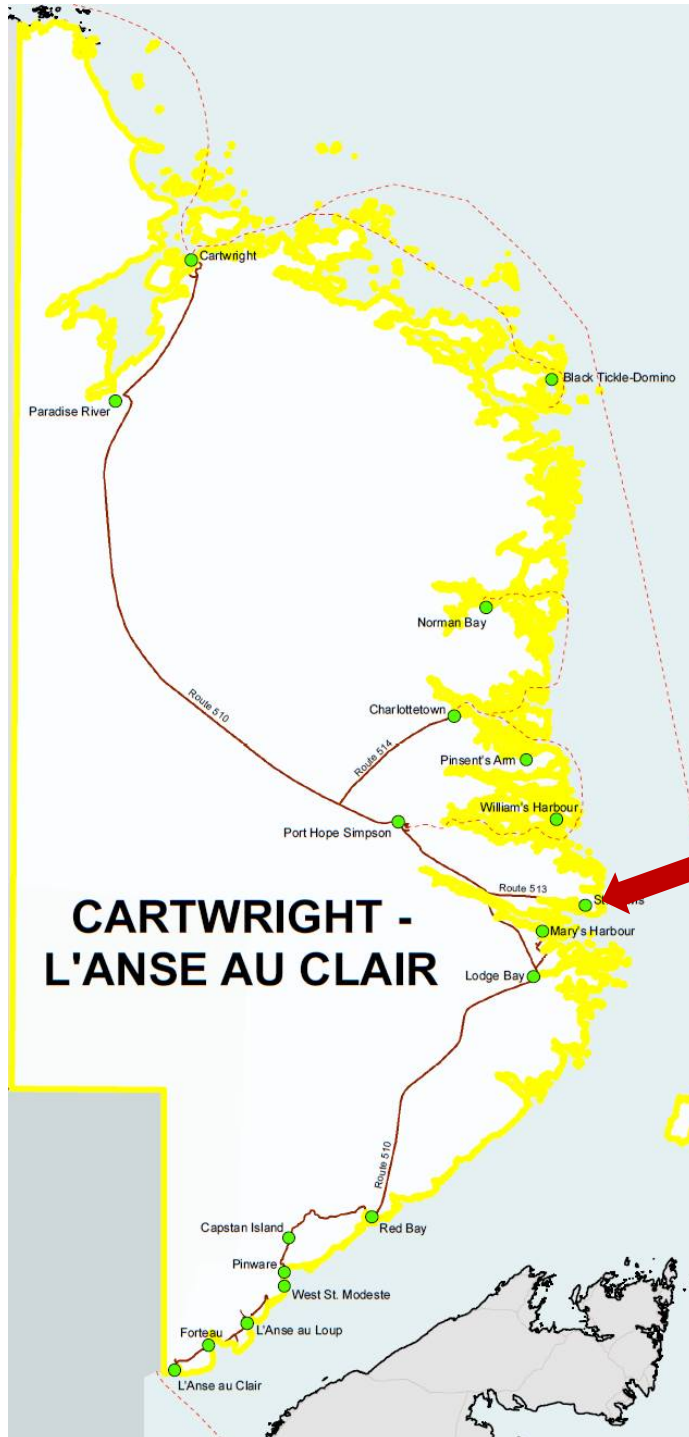 Cartwright
Black Tickle-Domino
Paradise River
Norman Bay
Route 510
Charlottetown
Route 514
Pinsent's Arm
William's Harbour
Port Hope Simpson
Route 513
CARTWRIGHT -
L'ANSE AU CLAIR
Mary's Harbour
Lodge Bay
Route 510
Red Bay
Capstan Island
Pinware
West St. Modeste
L'Anse au Loup
Forteau
L'Anse au Clair